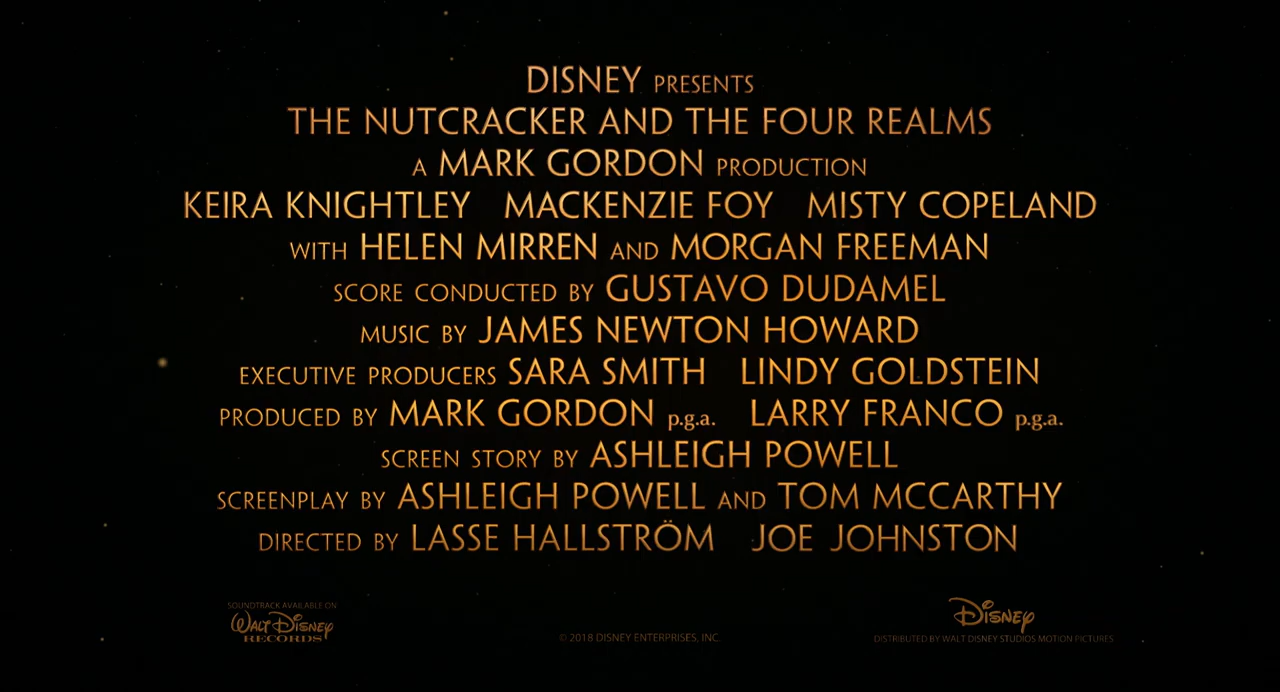 DISNEY PRESENTS
THE NUTCRACKER AND THE FOUR REALMS
A MARK GORDON PRODUCTION
KEIRA KNIGHTLEY MACKENZIE FOY MISTY COPELAND
WITH HELEN MIRREN AND MORGAN FREEMAN
SCORE CONDUCTED BY GUSTAVO DUDAMEL
MUSIC BY JAMES NEWTON HOWARD
EXECUTIVE PRODUCERS SARA SMITH LINDY GOLDSTEIN
PRODUCED BY MARK GORDON p.g.a. LARRY FRANCO p.g.a.
SCREEN STORY BY ASHLEIGH POWELL
SCREENPLAY BY ASHLEIGH POWELL AND TOM MCCARTHY
DIRECTED BY LASSE HALLSTRÖM JOE JOHNSTON
SOUNDTRACK AVAILABLE ON
WALT DISNEY
RECORDS
© 2018 DISNEY ENTERPRISES, INC.
DISNEY
DISTRIBUTED BY WALT DISNEY STUDIOS MOTION PICTURES